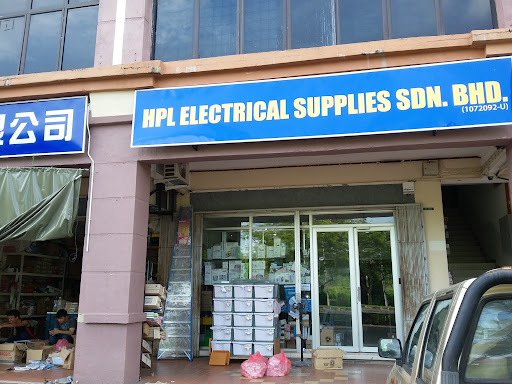 公司
HPL ELECTRICAL SUPPLIES SDN. BHD.
(1072092-U)